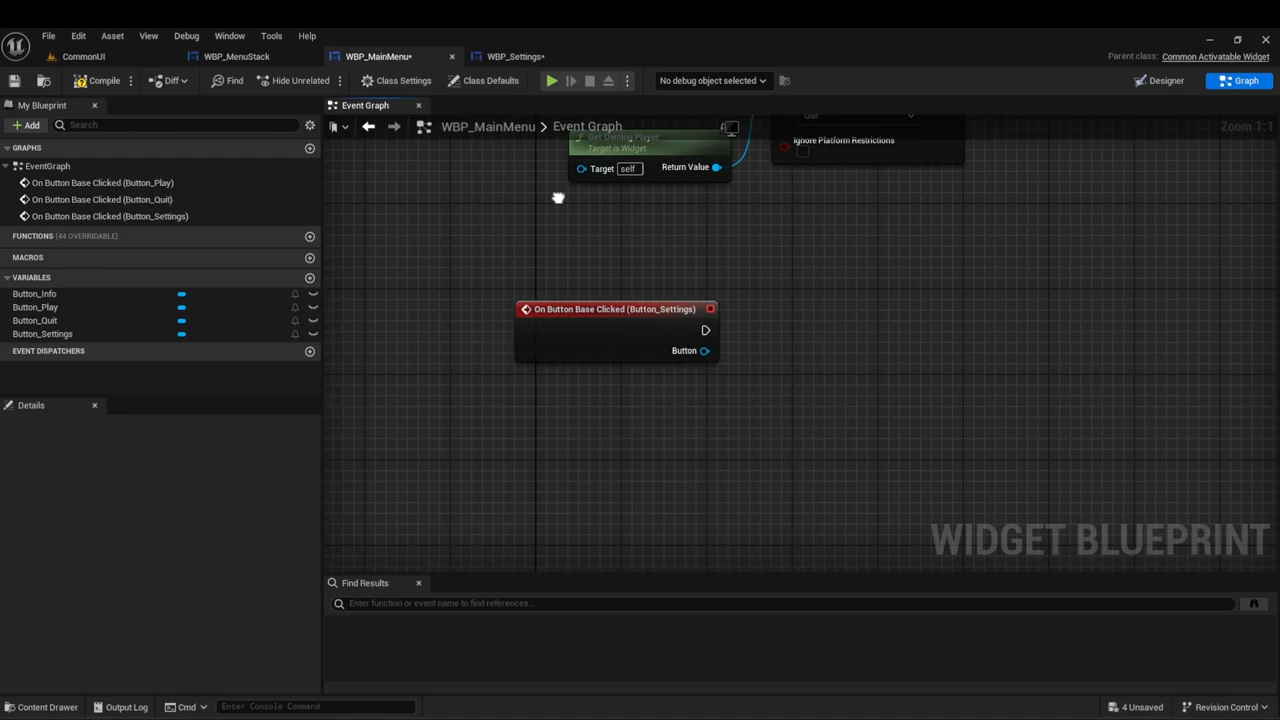 File Edit Asset View Debug Window Tools Help
CommonUI WBP_MenuStack WBP_MainMenu* WBP_Settings* Parent class: Common Activatable Widget
Compile Diff Find Hide Unrelated Class Settings Class Defaults No debug object selected Designer Graph
My Blueprint Event Graph
Add Search WBP_MainMenu > Event Graph Zoom 1:1
GRAPHS
EventGraph
On Button Base Clicked (Button_Play)
On Button Base Clicked (Button_Quit)
On Button Base Clicked (Button_Settings)
FUNCTIONS (44 OVERRIDABLE)
MACROS
VARIABLES
Button_Info
Button_Play
Button_Quit
Button_Settings
EVENT DISPATCHERS
Details
Get Owning Player
Target is Widget
Target self Return Value
Quit
Ignore Platform Restrictions
On Button Base Clicked (Button_Settings)
Button
WIDGET BLUEPRINT
Find Results
Enter function or event name to find references...
Content Drawer Output Log Cmd Enter Console Command 4 Unsaved Revision Control